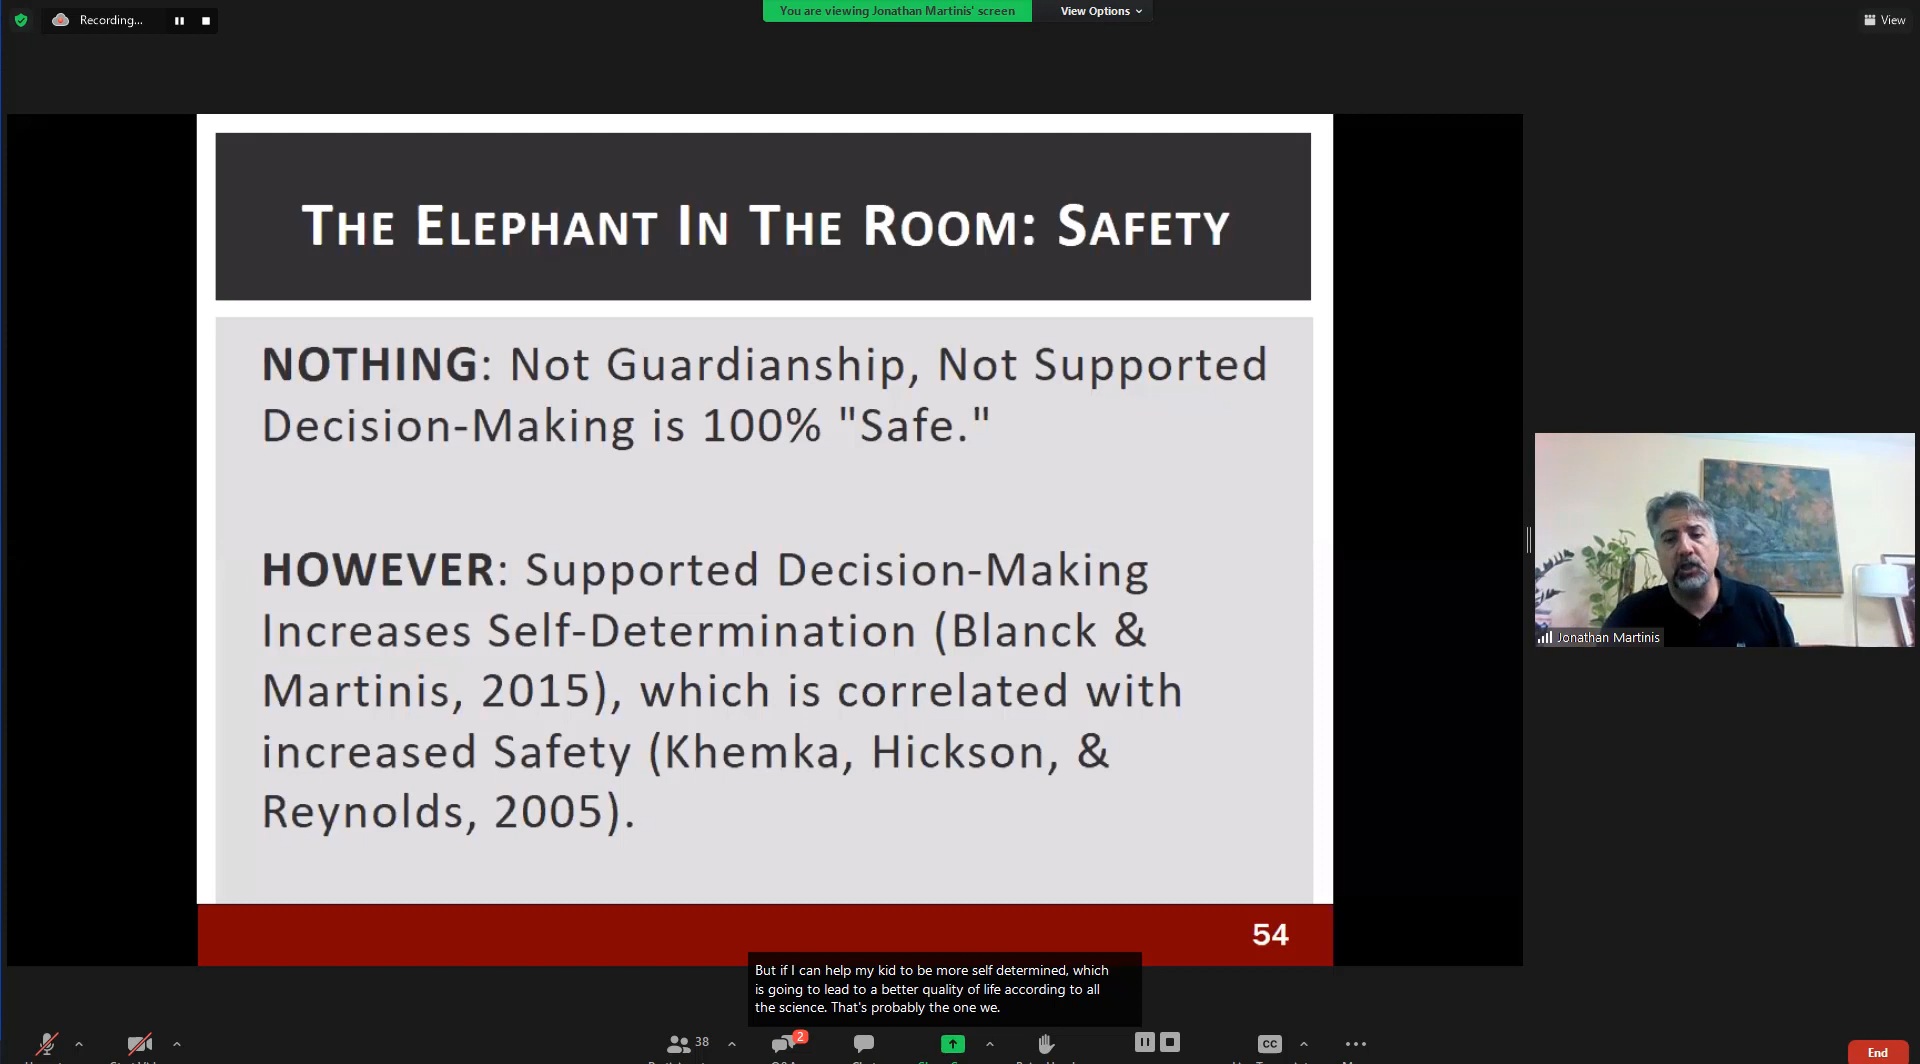 Recording...
You are viewing Jonathan Martinis' screen
View Options
View
THE ELEPHANT IN THE ROOM: SAFETY
NOTHING: Not Guardianship, Not Supported
Decision-Making is 100% "Safe."
HOWEVER: Supported Decision-Making
Increases Self-Determination (Blanck &
Martinis, 2015), which is correlated with
increased Safety (Khemka, Hickson, &
Reynolds, 2005).
54
Jonathan Martinis
But if I can help my kid to be more self determined, which
is going to lead to a better quality of life according to all
the science. That's probably the one we.
38
2
CC
End